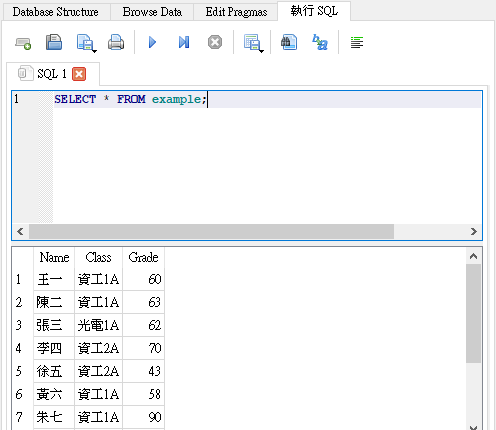 Database Structure Browse Data Edit Pragmas 執行 SQL
SQL 1
1 SELECT * FROM example;
Name Class Grade
1 王一 資工1A 60
2 陳二 資工1A 63
3 張三 光電1A 62
4 李四 資工2A 70
5 徐五 資工2A 43
6 黃六 資工1A 58
7 朱七 資工1A 90